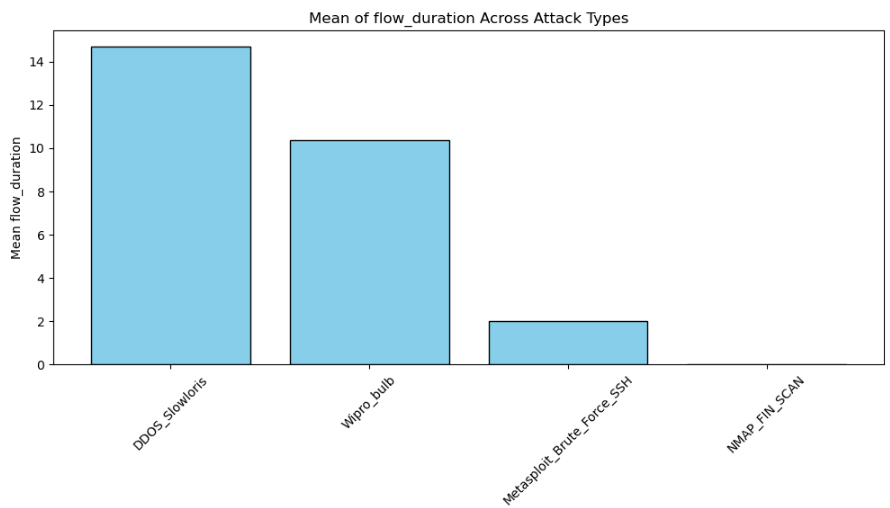 Mean of flow_duration Across Attack Types
Mean flow_duration
14
12
10
8
6
4
2
0
DDOS_Slowloris
Wipro_bulb
Metasploit_Brute_Force_SSH
NMAP_FIN_SCAN